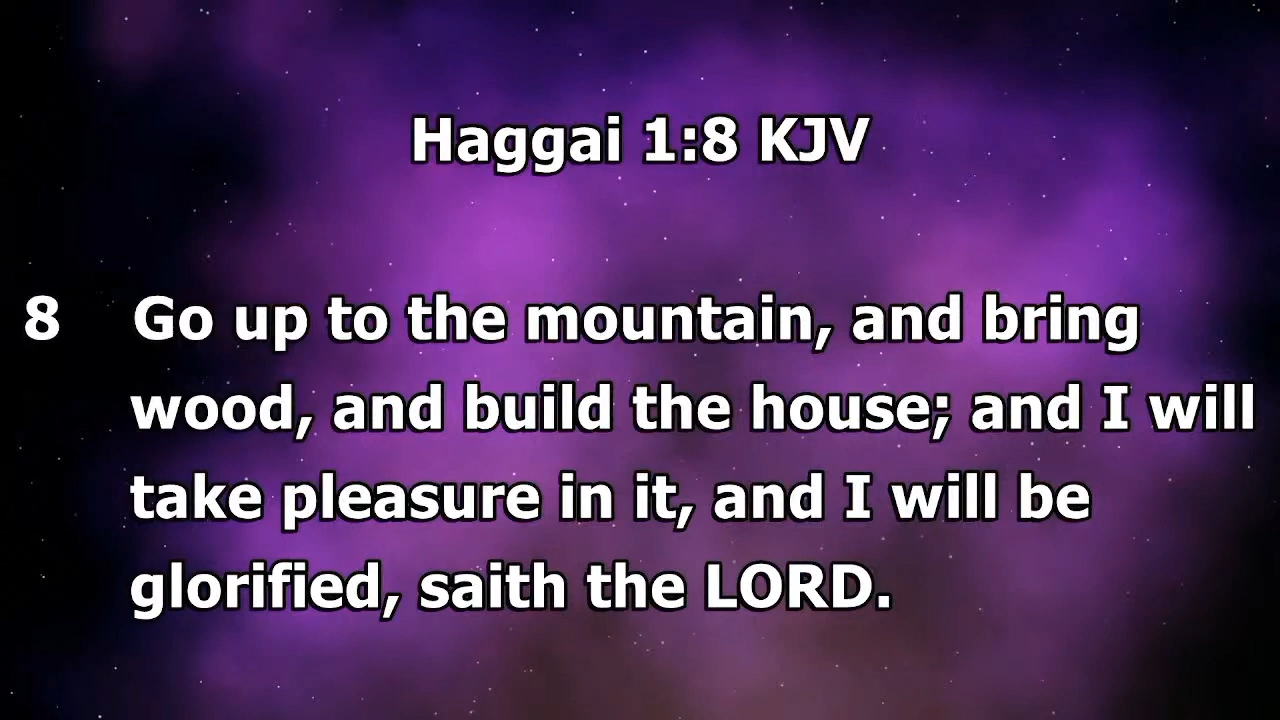 Haggai 1:8 KJV
8 Go up to the mountain, and bring
wood, and build the house; and I will
take pleasure in it, and I will be
glorified, saith the LORD.